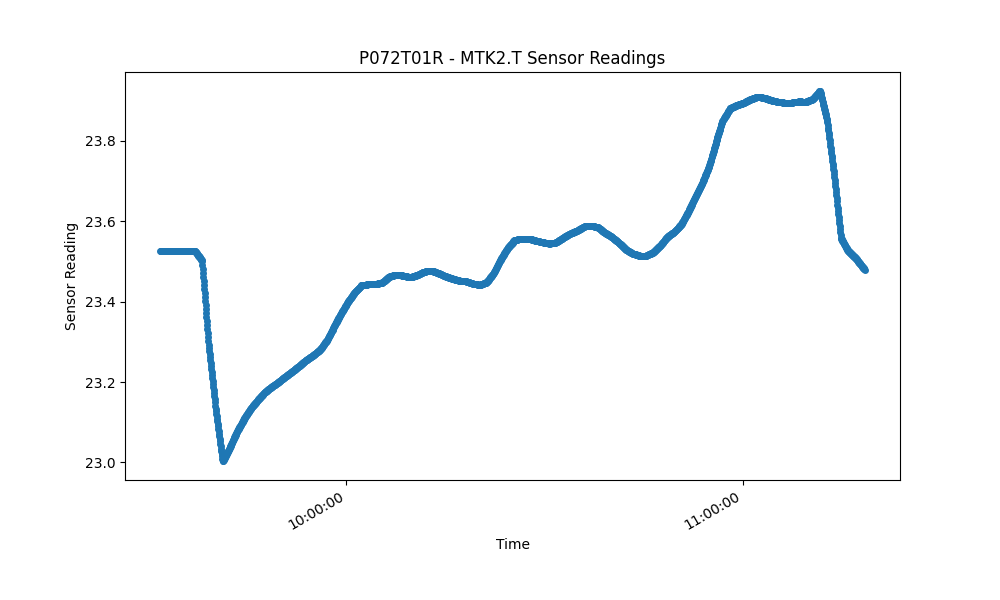 P072T01R - MTK2.T Sensor Readings
Sensor Reading
23.8
23.6
23.4
23.2
23.0
10:00:00
11:00:00
Time